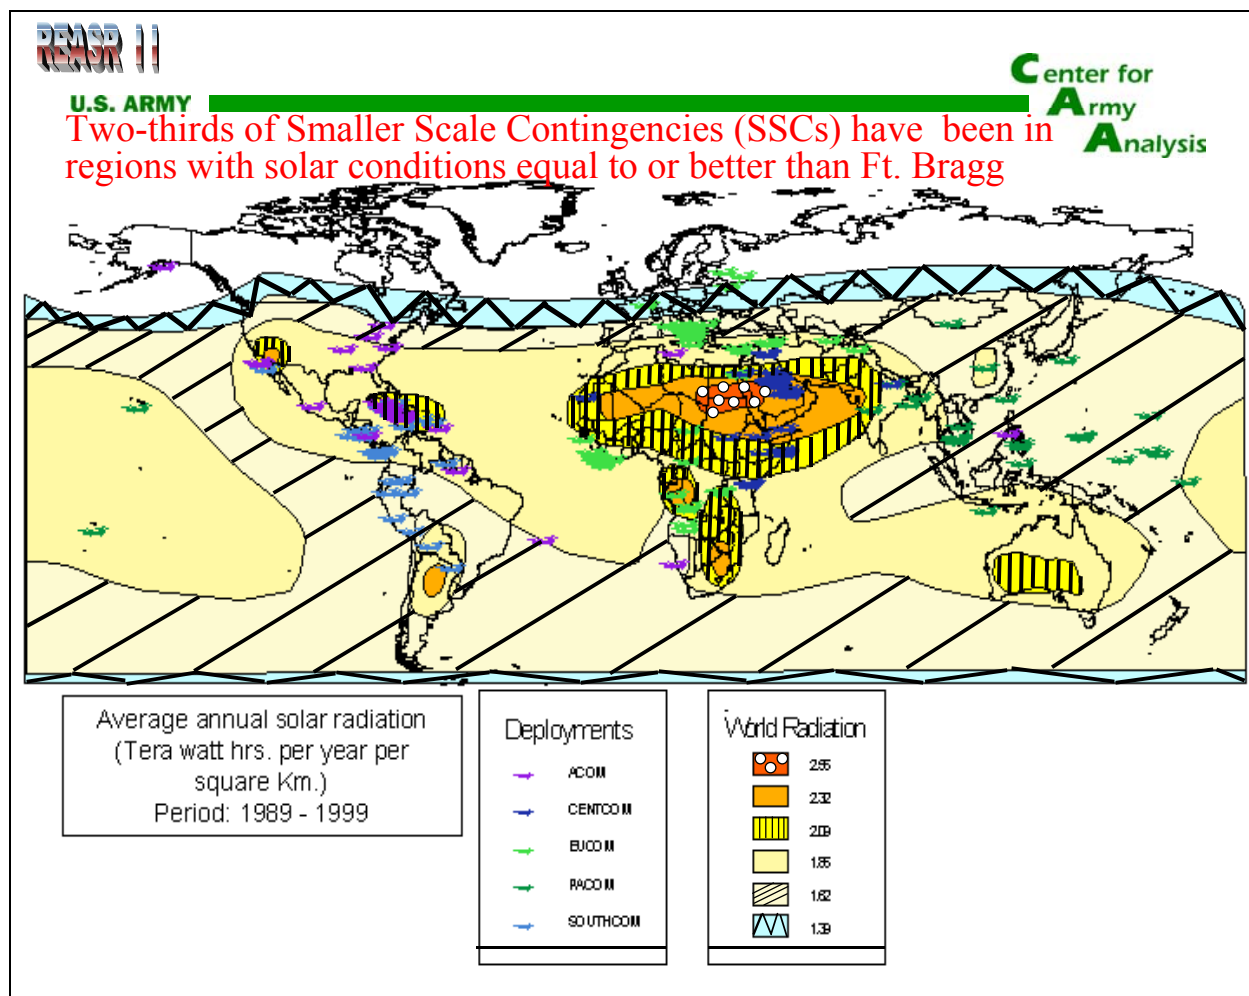 REASR II
U.S. ARMY
Center for
Army
Analysis
Two-thirds of Smaller Scale Contingencies (SSCs) have been in
regions with solar conditions equal to or better than Ft. Bragg
Average annual solar radiation
(Tera watt hrs. per year per
square Km.)
Period: 1989 - 1999
Deployments
ACOM
CENTCOM
EUCOM
PACOM
SOUTHCOM
World Radiation
2.55
2.32
2.09
1.85
1.62
1.39